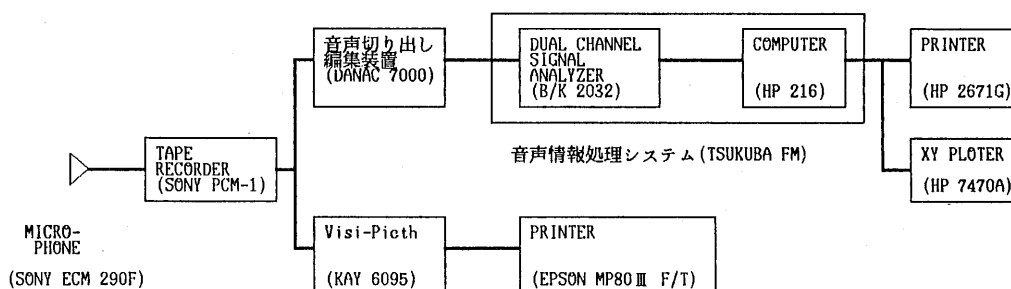 音声切り出し
編集装置
(DANAC 7000)
DUAL CHANNEL
SIGNAL
ANALYZER
(B/K 2032)
COMPUTER
(HP 216)
PRINTER
(HP 2671G)
音声情報処理システム(TSUKUBA FM)
XY PLOTER
(HP 7470A)
TAPE
RECORDER
(SONY PCM-1)
MICRO-
PHONE
(SONY ECM 290F)
Visi-Picth
(KAY 6095)
PRINTER
(EPSON MP80Ⅲ F/T)